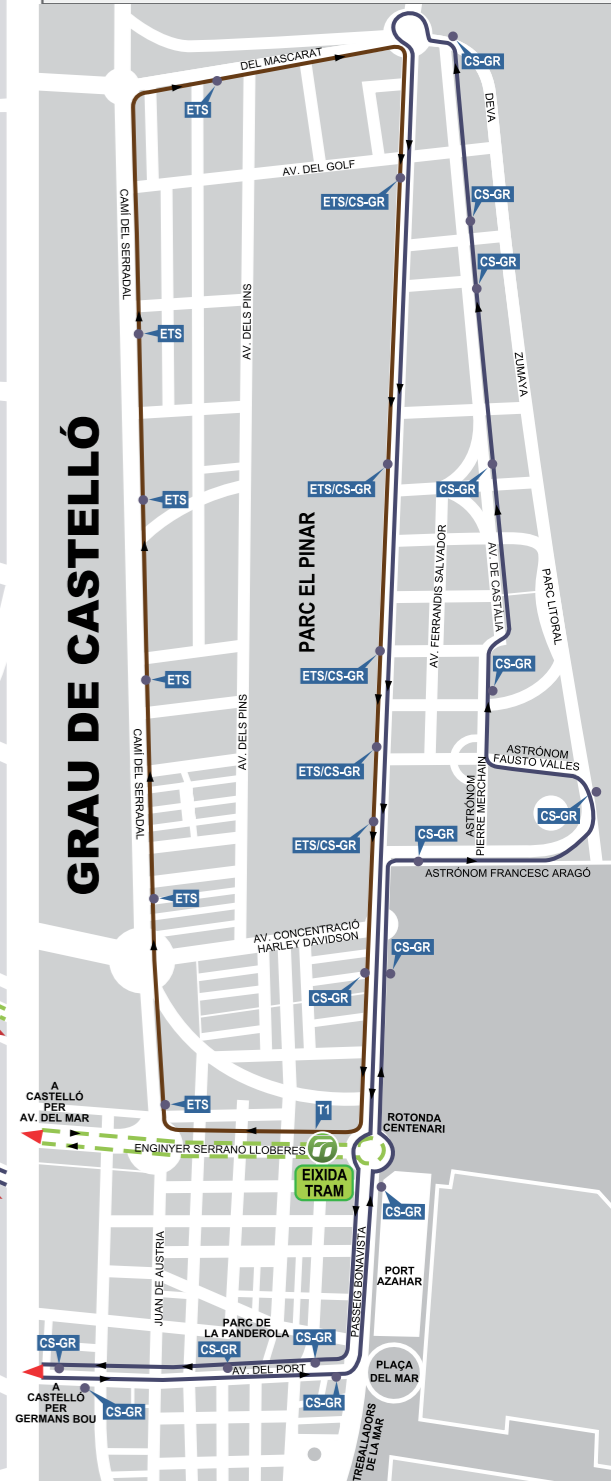 DEL MASCARAT
CS-GR
ETS
DEVA
AV. DEL GOLF
ETS/CS-GR
CAMÍ DEL SERRADAL
CS-GR
CS-GR
AV. DELS PINS
ETS
ZUMAYA
GRAU DE CASTELLÓ
ETS/CS-GR
CS-GR
ETS
PARC EL PINAR
AV. FERRANDIS SALVADOR
AV. DE CASTÀLIA
PARC LITORAL
ETS/CS-GR
CS-GR
ETS
AV. DELS PINS
CAMÍ DEL SERRADAL
ETS/CS-GR
ASTRÓNOM
FAUSTO VALLES
ASTRÓNOM
PIERRE MERCHAIN
CS-GR
ETS/CS-GR
CS-GR
ASTRÓNOM FRANCESC ARAGÓ
ETS
AV. CONCENTRACIÓ
HARLEY DAVIDSON
CS-GR
CS-GR
A
CASTELLÓ
PER
AV. DEL MAR
ETS
T1
ROTONDA
CENTENARI
ENGINYER SERRANO LLOBERES
EIXIDA
TRAM
CS-GR
JUAN DE AUSTRIA
PASSEIG BONAVISTA
PORT
AZAHAR
PARC DE
LA PANDEROLA
CS-GR
CS-GR
CS-GR
AV. DEL PORT
PLAÇA
DEL MAR
A
CASTELLÓ
PER
GERMANS BOU
CS-GR
CS-GR
TREBALLADORS
DE LA MAR